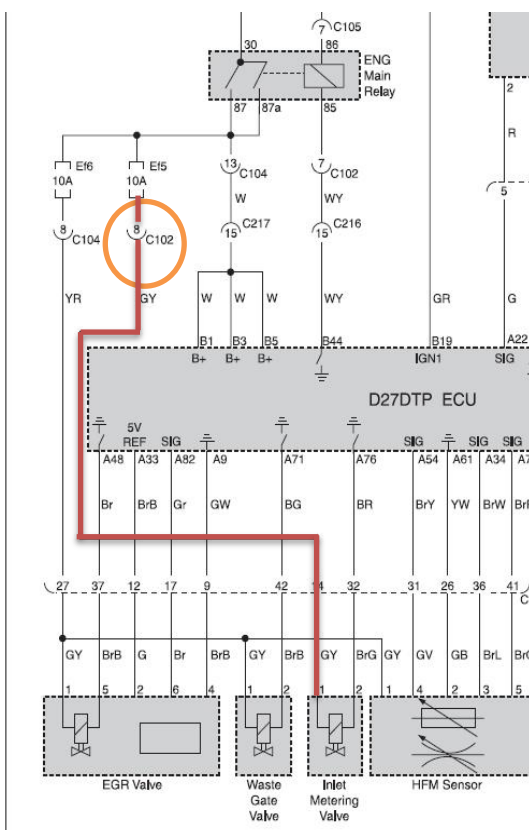 7 C105
30 86
ENG
Main
Relay
87 87a 85
2
Ef6 Ef5
10A 10A
13 C104 7 C102
R
W WY
5
8 C104 8 C102 15 C217 15 C216
YR GY W W W WY GR G
B1 B3 B5 B44 B19 A22
B+ B+ B+ IGN1 SIG
D27DTP ECU
5V
REF SIG SIG SIG SIG
A48 A33 A82 A9 A71 A76 A54 A61 A34
Br BrB Gr GW BG BR BrY YW BrW
27 37 12 17 9 42 14 32 31 26 36 41
C
GY BrB G Br BrB GY BrB GY BrG GY GV GB BrL
1 5 2 6 4 1 2 1 2 1 4 2 3 5
EGR Valve Waste Inlet HFM Sensor
Gate Metering
Valve Valve